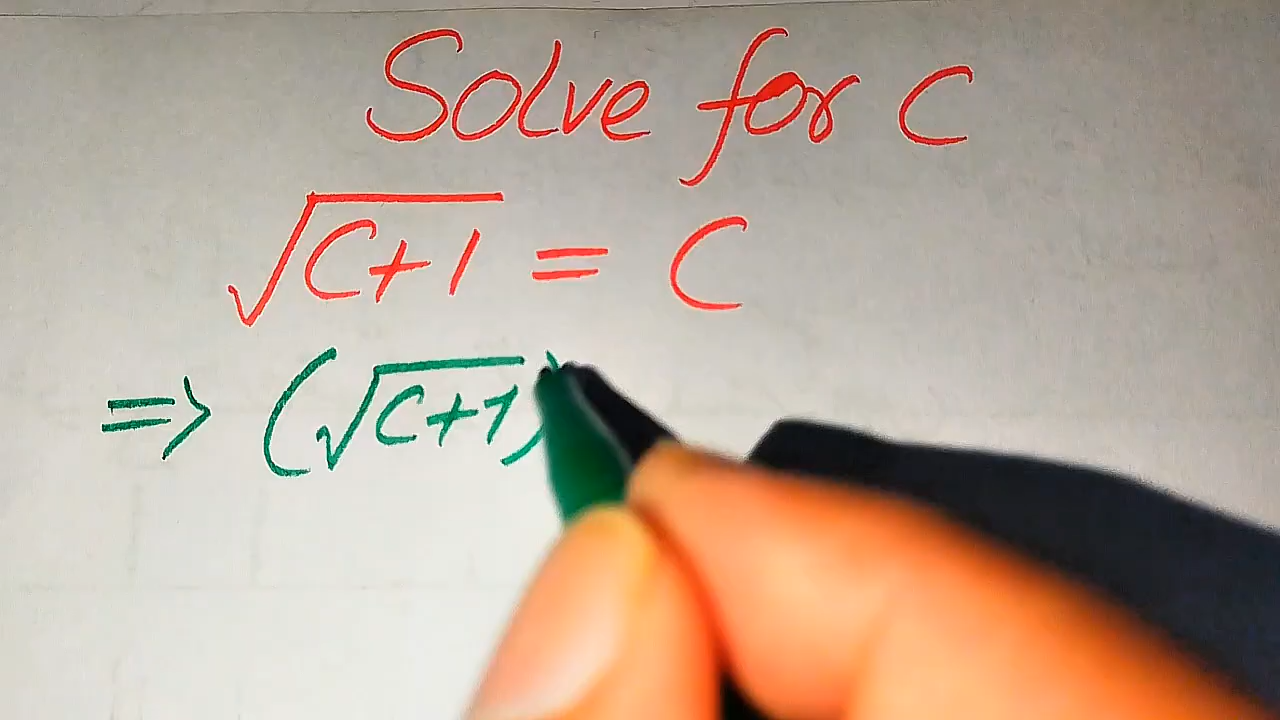 Solve for C
√C+1 = C
=> (√C+1)